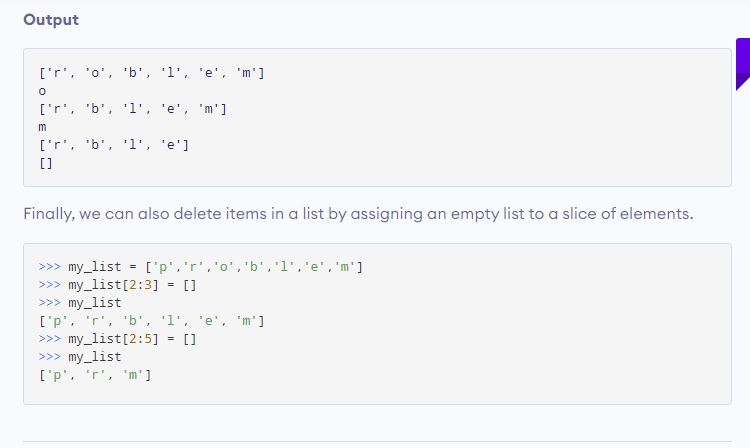 Output
['r', 'o', 'b', 'l', 'e', 'm']
o
['r', 'b', 'l', 'e', 'm']
m
['r', 'b', 'l', 'e']
[]
Finally, we can also delete items in a list by assigning an empty list to a slice of elements.
>>> my_list = ['p','r','o','b','l','e','m']
>>> my_list[2:3] = []
>>> my_list
['p', 'r', 'b', 'l', 'e', 'm']
>>> my_list[2:5] = []
>>> my_list
['p', 'r', 'm']